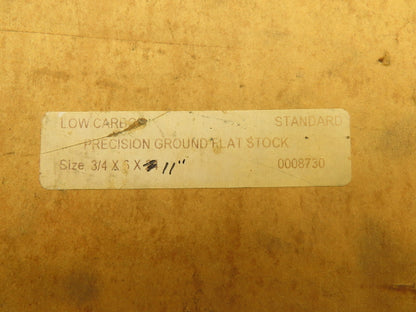 LOW CARBON STANDARD
PRECISION GROUND FLAT STOCK
Size 3/4 X 6 X 11" 0008730